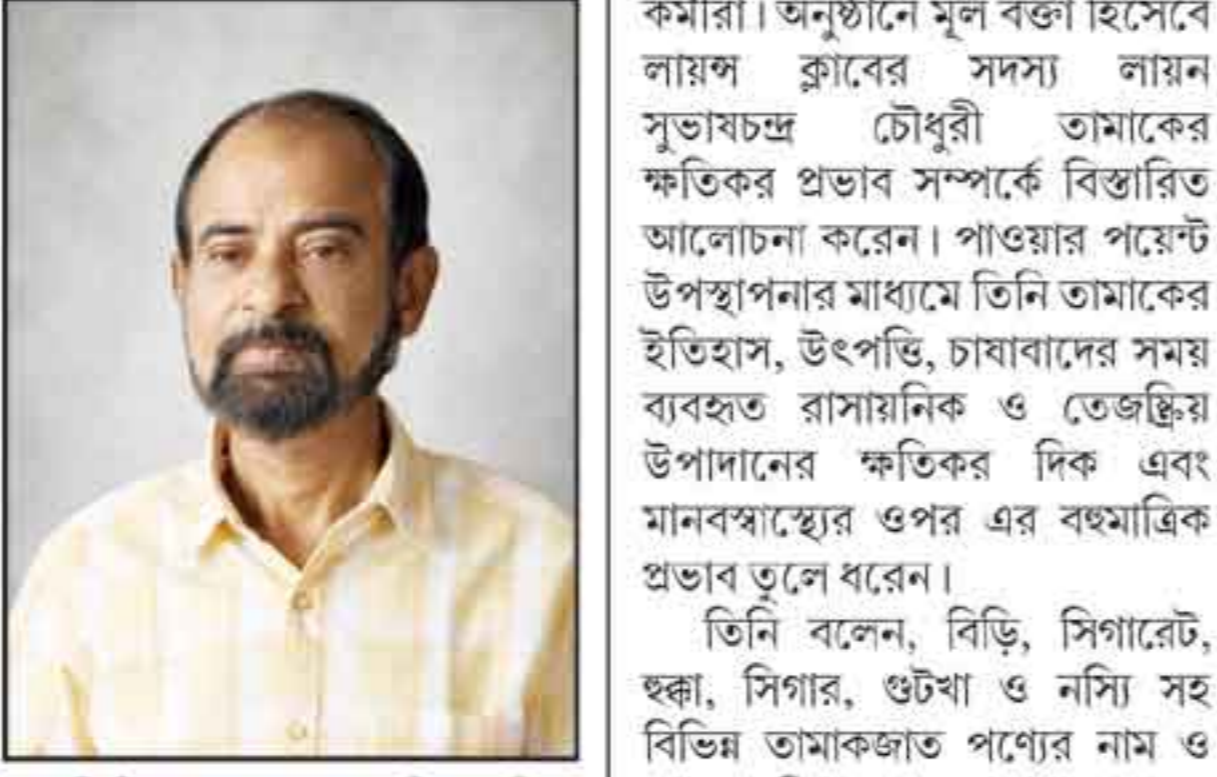 কর্মীরা। অনুষ্ঠানে মূল বক্তা হিসেবে
লায়ন্স ক্লাবের সদস্য লায়ন
সুভাষচন্দ্র চৌধুরী তামাকের
ক্ষতিকর প্রভাব সম্পর্কে বিস্তারিত
আলোচনা করেন। পাওয়ার পয়েন্ট
উপস্থাপনার মাধ্যমে তিনি তামাকের
ইতিহাস, উৎপত্তি, চাষাবাদের সময়
ব্যবহৃত রাসায়নিক ও তেজষ্ক্রিয়
উপাদানের ক্ষতিকর দিক এবং
মানবস্বাস্থ্যের ওপর এর বহুমাত্রিক
প্রভাব তুলে ধরেন।
তিনি বলেন, বিড়ি, সিগারেট,
হুক্কা, সিগার, গুটখা ও নস্যি সহ
বিভিন্ন তামাকজাত পণ্যের নাম ও